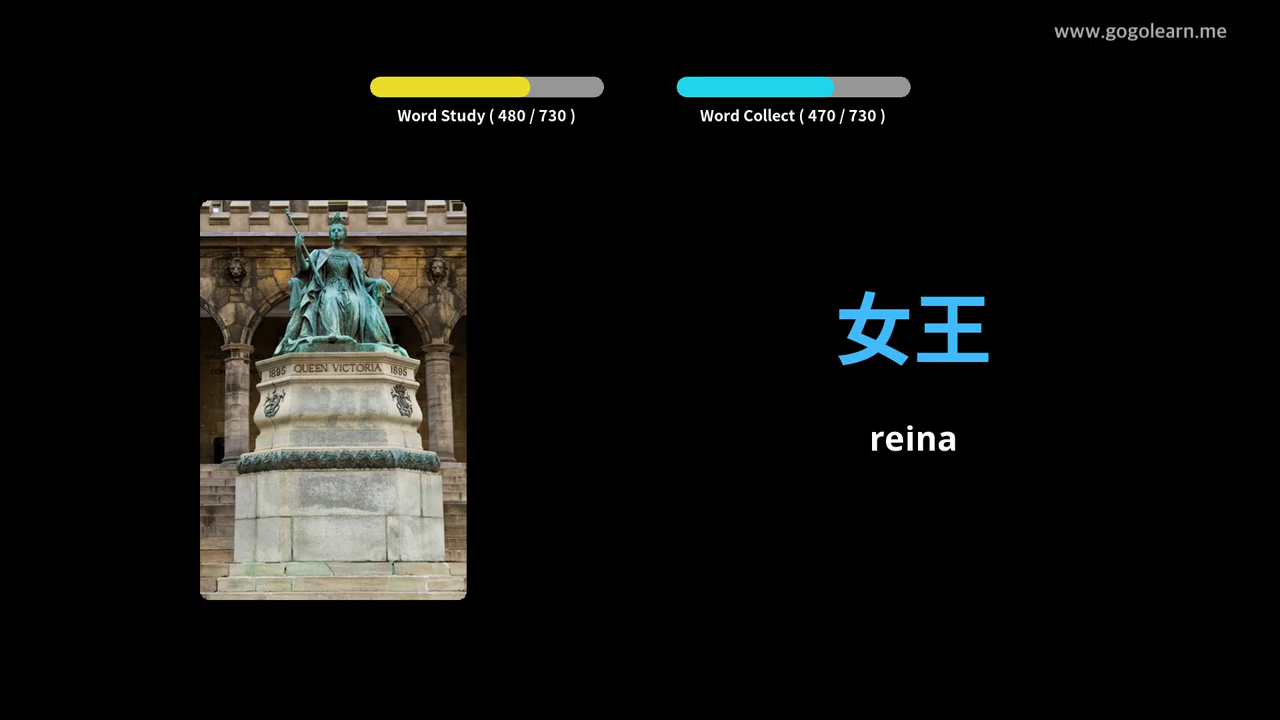 www.gogolearn.me
Word Study ( 480 / 730 )
Word Collect ( 470 / 730 )
1895 QUEEN VICTORIA 1895
女王
reina